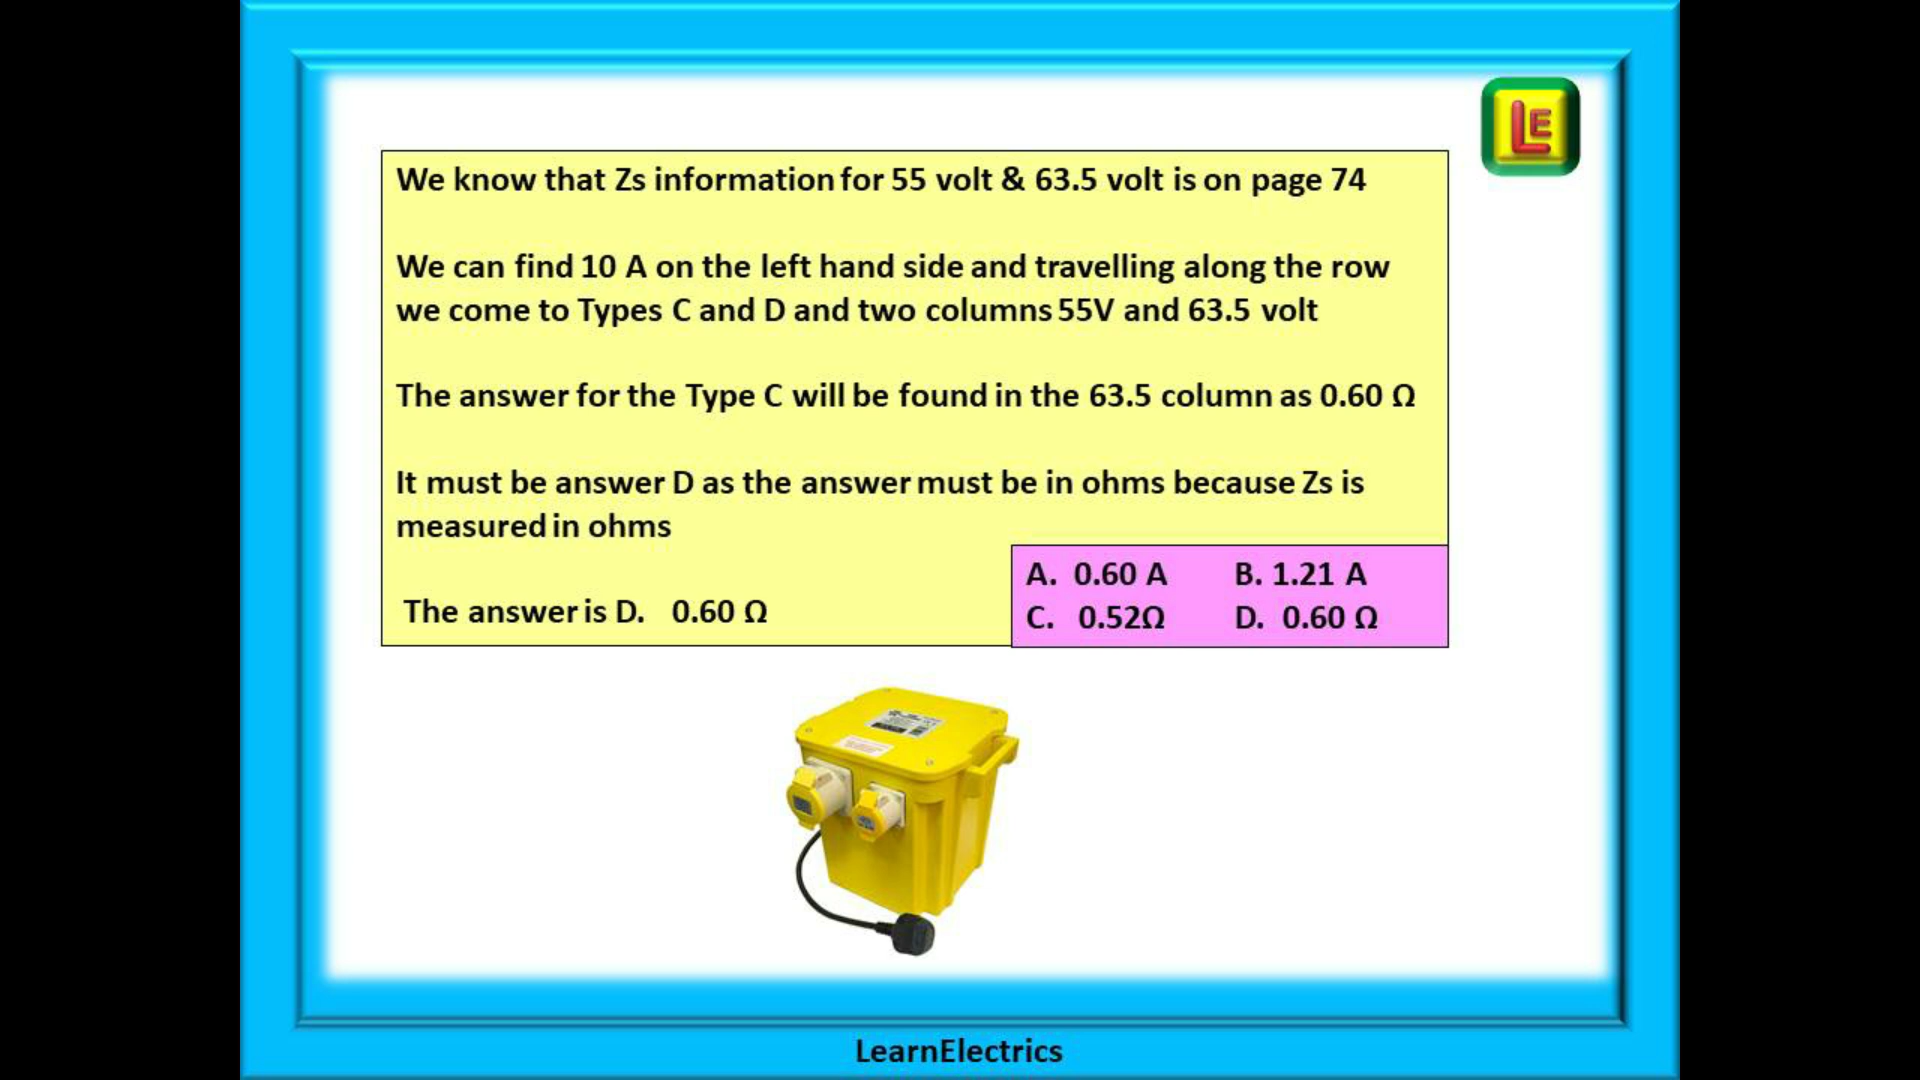 LE
We know that Zs information for 55 volt & 63.5 volt is on page 74
We can find 10 A on the left hand side and travelling along the row
we come to Types C and D and two columns 55V and 63.5 volt
The answer for the Type C will be found in the 63.5 column as 0.60 Ω
It must be answer D as the answer must be in ohms because Zs is
measured in ohms
The answer is D. 0.60 Ω
A. 0.60 A B. 1.21 A
C. 0.52Ω D. 0.60 Ω
LearnElectrics